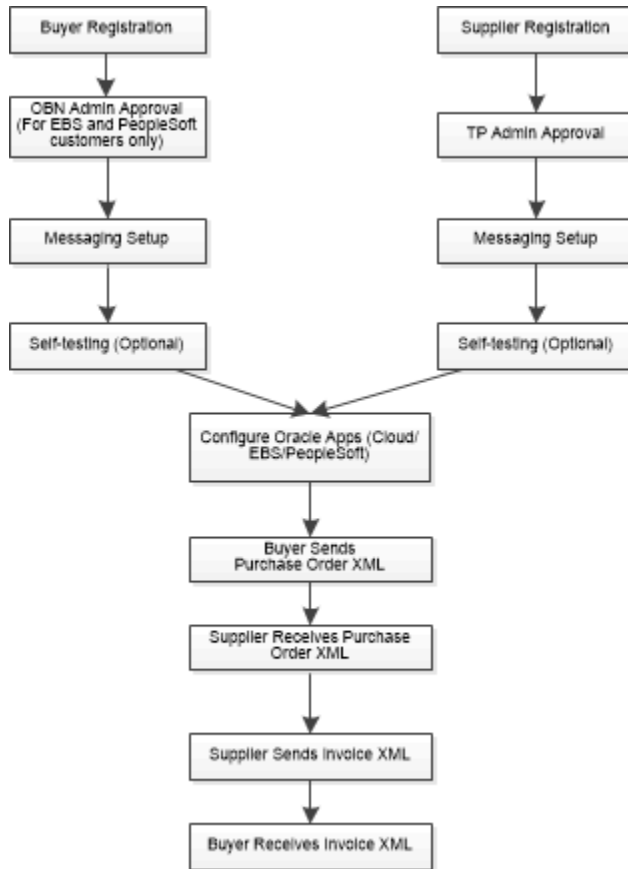 Buyer Registration
Supplier Registration
OBN Admin Approval
(For EBS and PeopleSoft
customers only)
TP Admin Approval
Messaging Setup
Messaging Setup
Self-testing (Optional)
Self-testing (Optional)
Configure Oracle Apps (Cloud/
EBS/PeopleSoft)
Buyer Sends
Purchase Order XML
Supplier Receives Purchase
Order XML
Supplier Sends Invoice XML
Buyer Receives Invoice XML